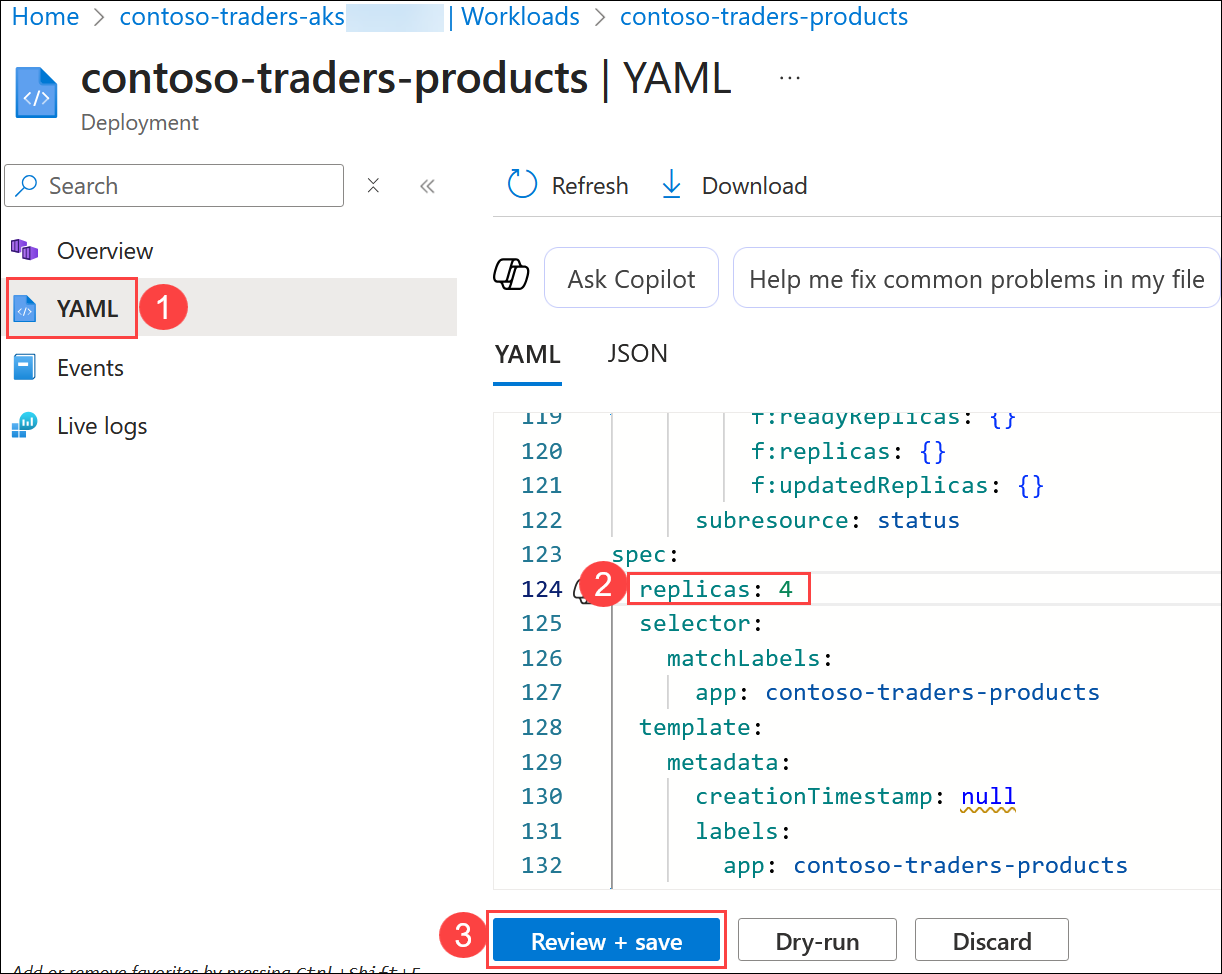 Home > contoso-traders-aks | Workloads > contoso-traders-products
contoso-traders-products | YAML ...
Deployment
Search
Refresh Download
Overview
YAML 1
Events
Live logs
Ask Copilot Help me fix common problems in my file
YAML JSON
119 f:readyReplicas: {}
120 f:replicas: {}
121 f:updatedReplicas: {}
122 subresource: status
123 spec:
124 2 replicas: 4
125 selector:
126 matchLabels:
127 app: contoso-traders-products
128 template:
129 metadata:
130 creationTimestamp: null
131 labels:
132 app: contoso-traders-products
3 Review + save Dry-run Discard
Add or remove favorites by pressing Ctrl+Shift+F